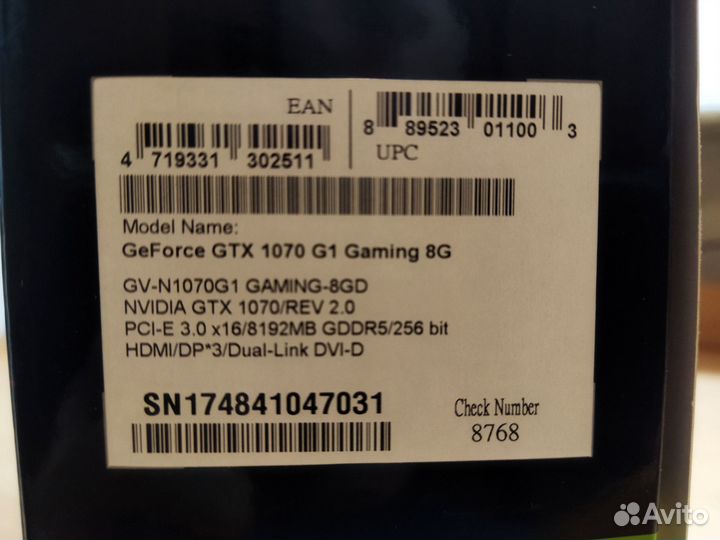 EAN
4 719331 302511
8 89523 01100 3
UPC
Model Name:
GeForce GTX 1070 G1 Gaming 8G
GV-N1070G1 GAMING-8GD
NVIDIA GTX 1070/REV 2.0
PCI-E 3.0 x16/8192MB GDDR5/256 bit
HDMI/DP*3/Dual-Link DVI-D
SN174841047031
Check Number
8768
Avito